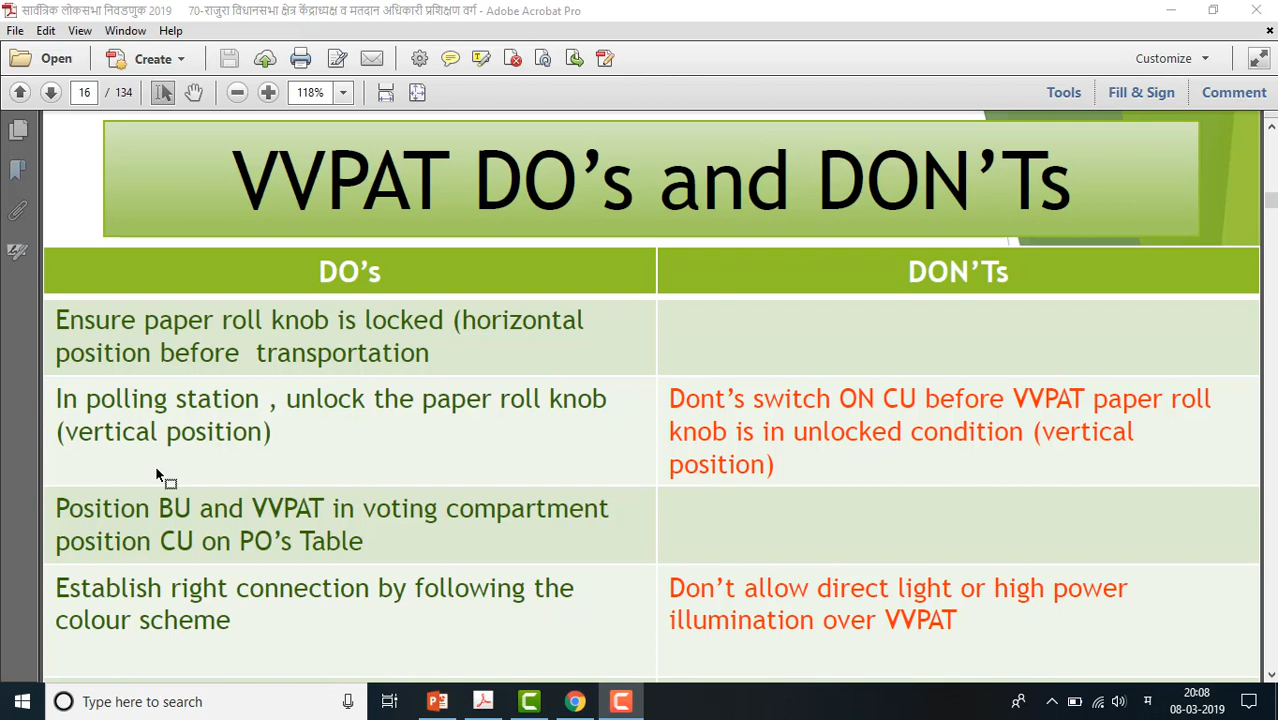 सार्वत्रिक लोकसभा निवडणुक 2019 70-राजुरा विधानसभा क्षेत्र केंद्राध्यक्ष व मतदान अधिकारी प्रशिक्षण वर्ग - Adobe Acrobat Pro
File Edit View Window Help
Open Create Customize
16 / 134 118% Tools Fill & Sign Comment
VVPAT DO’s and DON’Ts
DO’s
DON’Ts
Ensure paper roll knob is locked (horizontal
position before transportation
In polling station , unlock the paper roll knob
(vertical position)
Dont’s switch ON CU before VVPAT paper roll
knob is in unlocked condition (vertical
position)
Position BU and VVPAT in voting compartment
position CU on PO’s Table
Establish right connection by following the
colour scheme
Don’t allow direct light or high power
illumination over VVPAT
Type here to search
म
20:08
08-03-2019